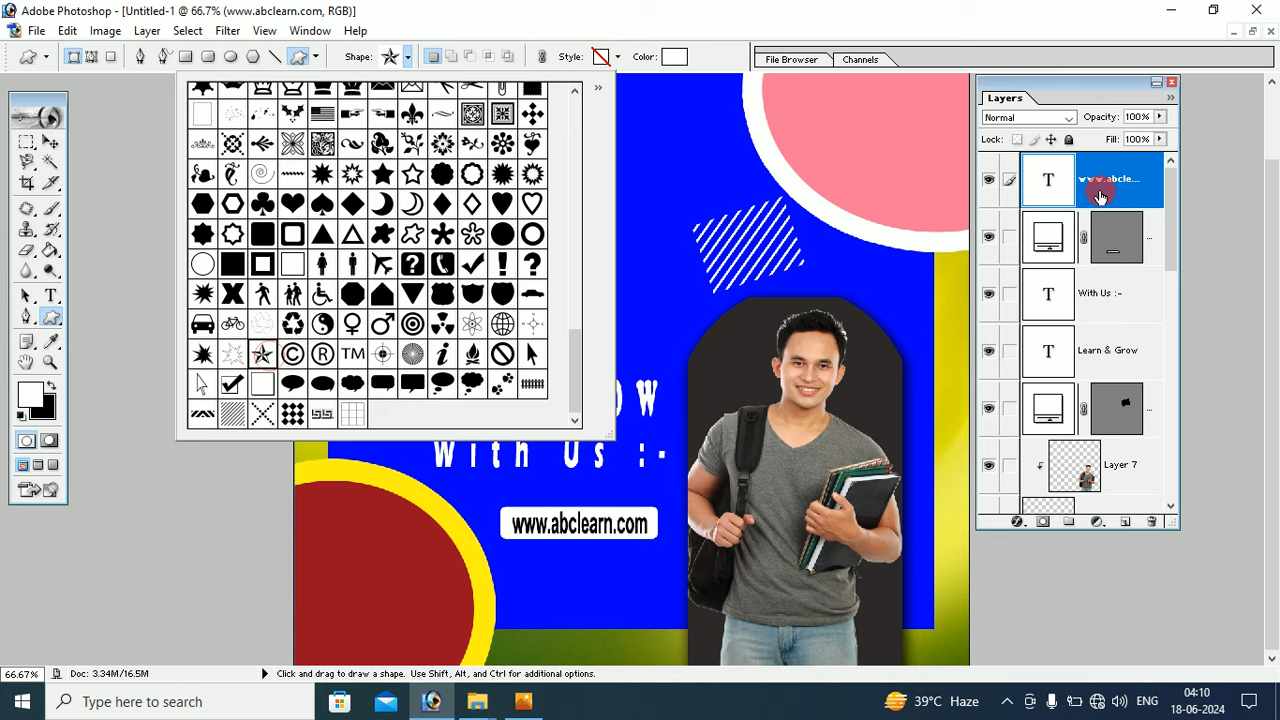 Adobe Photoshop - [Untitled-1 @ 66.7% (www.abclearn.com, RGB)]
File Edit Image Layer Select Filter View Window Help
Shape: Style: Color: File Browser Channels
Layers
Normal Opacity: 100%
Lock: Fill: 100%
T www.abcle...
...
T With Us :-
T Learn & Grow
...
Layer 7
TM
OW
With Us :-
www.abclearn.com
66.67% Doc: 3.34M/16.5M Click and drag to draw a shape. Use Shift, Alt, and Ctrl for additional options.
Type here to search
39°C Haze
ENG
04:10
18-06-2024